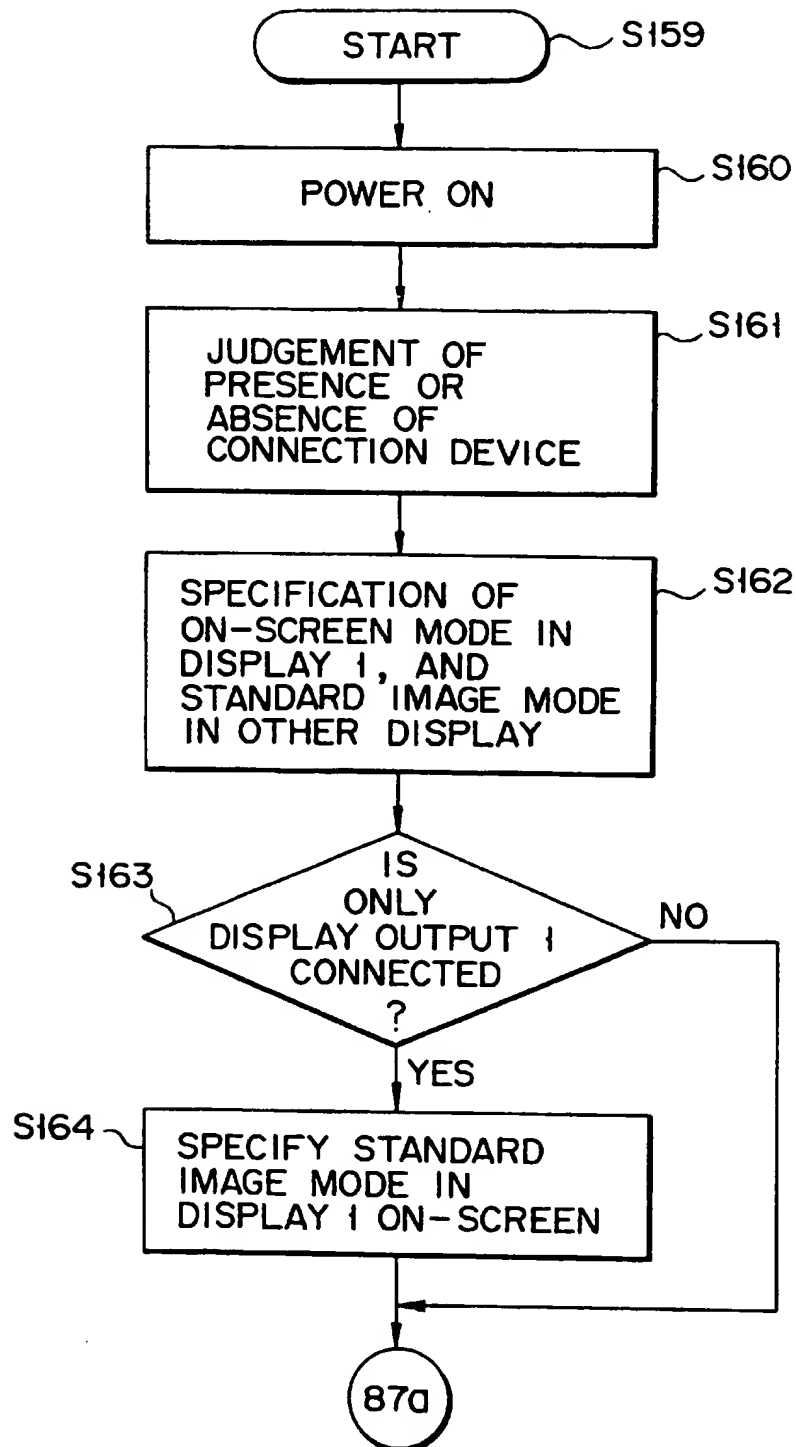 START
S159
POWER ON
S160
JUDGEMENT OF
PRESENCE OR
ABSENCE OF
CONNECTION DEVICE
S161
SPECIFICATION OF
ON-SCREEN MODE IN
DISPLAY 1, AND
STANDARD IMAGE MODE
IN OTHER DISPLAY
S162
S163
IS
ONLY
DISPLAY OUTPUT 1
CONNECTED
?
NO
YES
S164
SPECIFY STANDARD
IMAGE MODE IN
DISPLAY 1 ON-SCREEN
87a